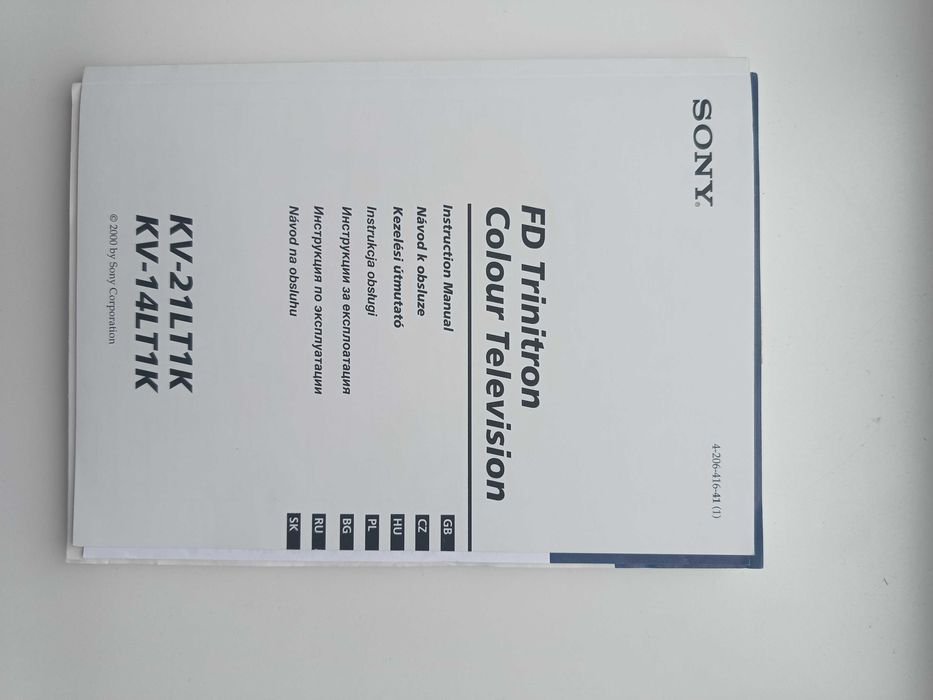 SONY®
4-206-416-41 (1)
FD Trinitron
Colour Television
Instruction Manual GB
Návod k obsluze CZ
Kezelési útmutató HU
Instrukcja obsługi PL
Инструкции за експлоатация BG
Инструкция по эксплуатации RU
Návod na obsluhu SK
KV-21LT1K
KV-14LT1K
© 2000 by Sony Corporation